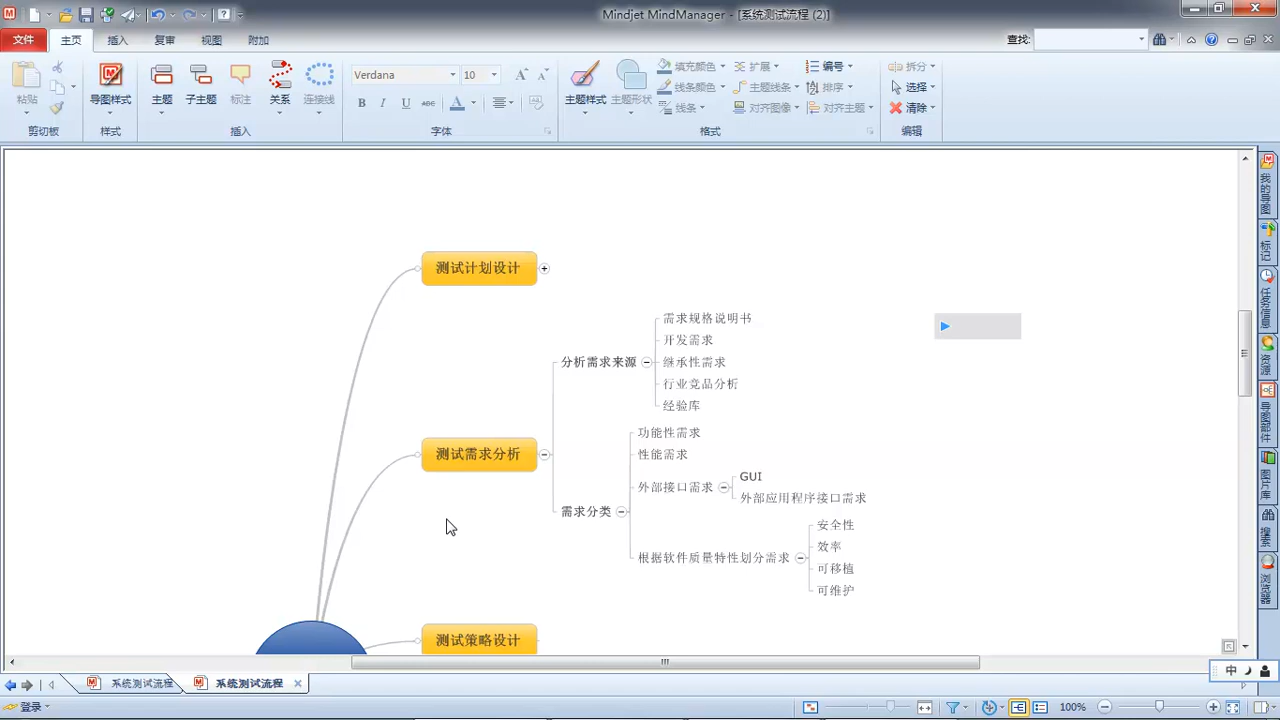 Mindjet MindManager - [系统测试流程 (2)]
文件 主页 插入 复审 视图 附加 查找:
粘贴 导图样式 主题 子主题 标注 关系 连接线 Verdana 10 主题样式 主题形状 填充颜色 扩展 编号 拆分
线条颜色 主题线条 排序 选择
B I U abc A 线条 对齐图像 对齐主题 清除
剪切板 样式 插入 字体 格式 编辑
测试计划设计
测试需求分析
分析需求来源
需求规格说明书
开发需求
继承性需求
行业竞品分析
经验库
需求分类
功能性需求
性能需求
外部接口需求
GUI
外部应用程序接口需求
根据软件质量特性划分需求
安全性
效率
可移植
可维护
测试策略设计
我的导图
标记
任务信息
资源
导图部件
图片库
搜索
浏览器
中
系统测试流程 系统测试流程
登录 100%